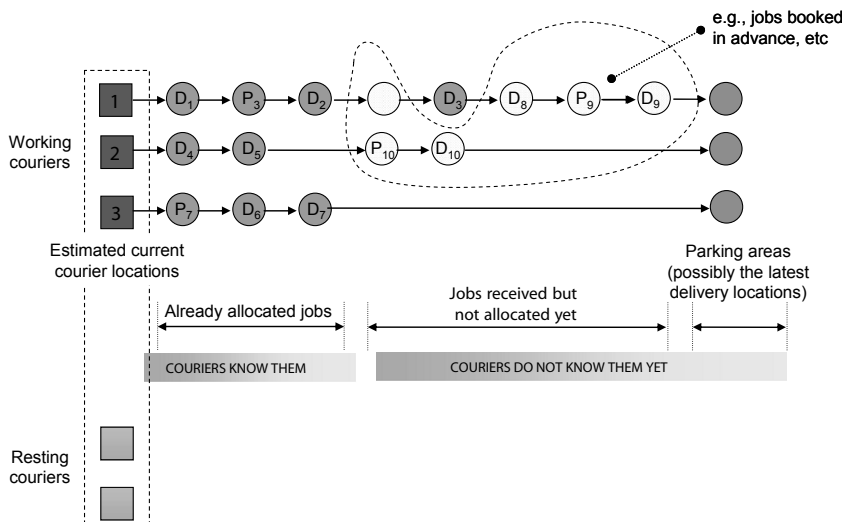 e.g., jobs booked
in advance, etc
1 D1 P3 D2 D3 D8 P9 D9
Working
couriers
2 D4 D5 P10 D10
3 P7 D6 D7
Estimated current
courier locations
Parking areas
(possibly the latest
delivery locations)
Already allocated jobs
Jobs received but
not allocated yet
COURIERS KNOW THEM
COURIERS DO NOT KNOW THEM YET
Resting
couriers